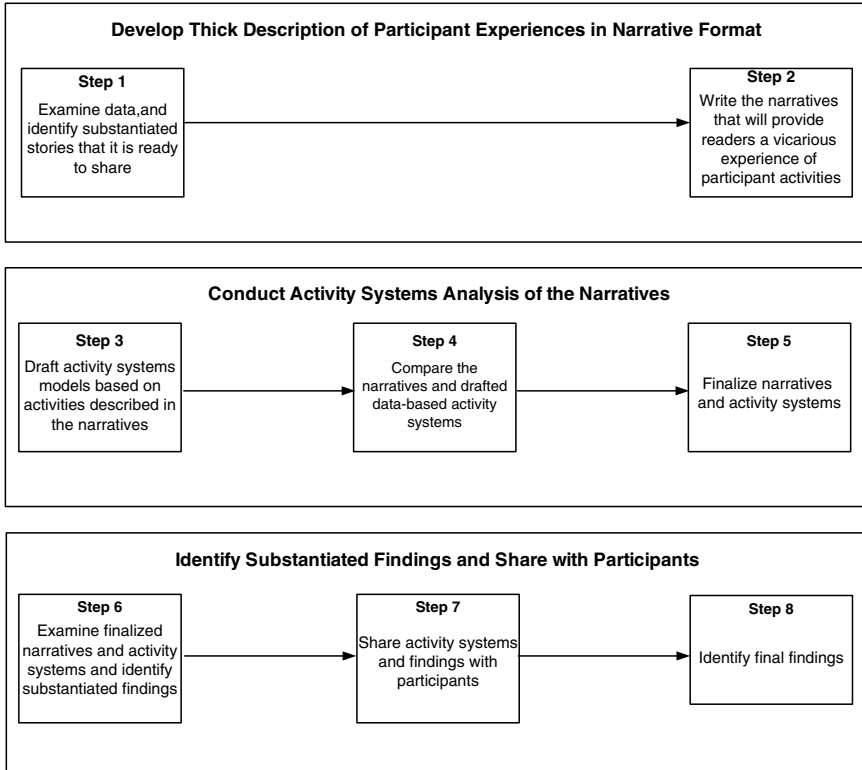 Develop Thick Description of Participant Experiences in Narrative Format
Step 1
Examine data,and
identify substantiated
stories that it is ready
to share
Step 2
Write the narratives
that will provide
readers a vicarious
experience of
participant activities
Conduct Activity Systems Analysis of the Narratives
Step 3
Draft activity systems
models based on
activities described in
the narratives
Step 4
Compare the
narratives and drafted
data-based activity
systems
Step 5
Finalize narratives
and activity systems
Identify Substantiated Findings and Share with Participants
Step 6
Examine finalized
narratives and activity
systems and identify
substantiated findings
Step 7
Share activity systems
and findings with
participants
Step 8
Identify final findings